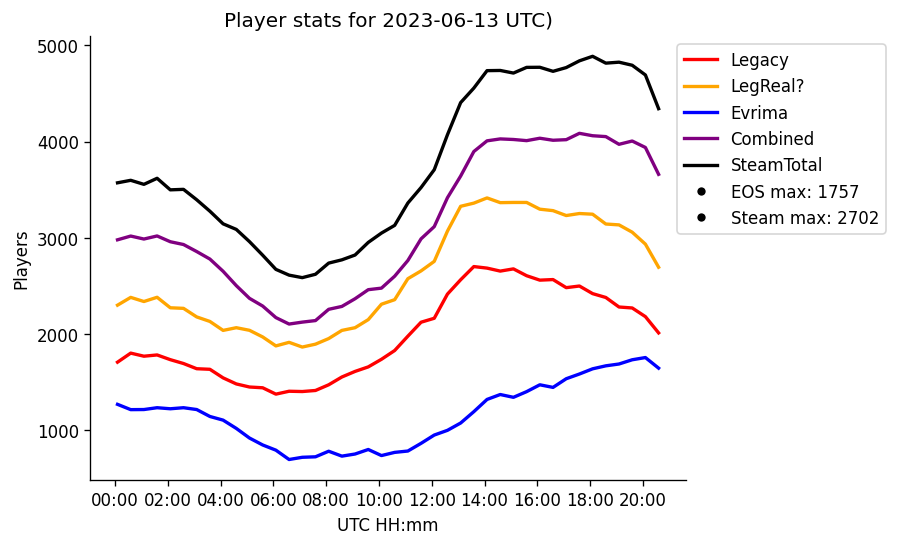 Player stats for 2023-06-13 UTC)
5000
4000
3000
2000
1000
Players
00:00 02:00 04:00 06:00 08:00 10:00 12:00 14:00 16:00 18:00 20:00
UTC HH:mm
Legacy
LegReal?
Evrima
Combined
SteamTotal
EOS max: 1757
Steam max: 2702